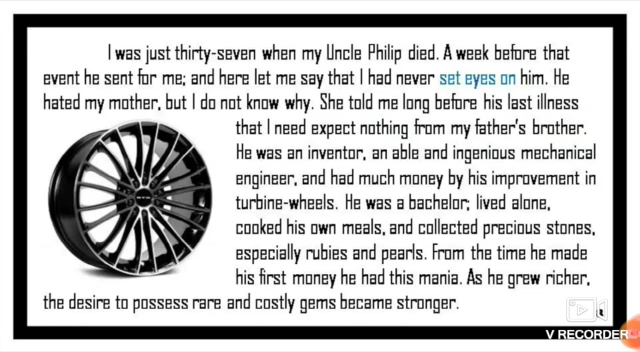 I was just thirty-seven when my Uncle Philip died. A week before that
event he sent for me; and here let me say that I had never set eyes on him. He
hated my mother, but I do not know why. She told me long before his last illness
that I need expect nothing from my father's brother.
He was an inventor, an able and ingenious mechanical
engineer, and had much money by his improvement in
turbine-wheels. He was a bachelor; lived alone,
cooked his own meals, and collected precious stones,
especially rubies and pearls. From the time he made
his first money he had this mania. As he grew richer,
the desire to possess rare and costly gems became stronger.
V RECORDER